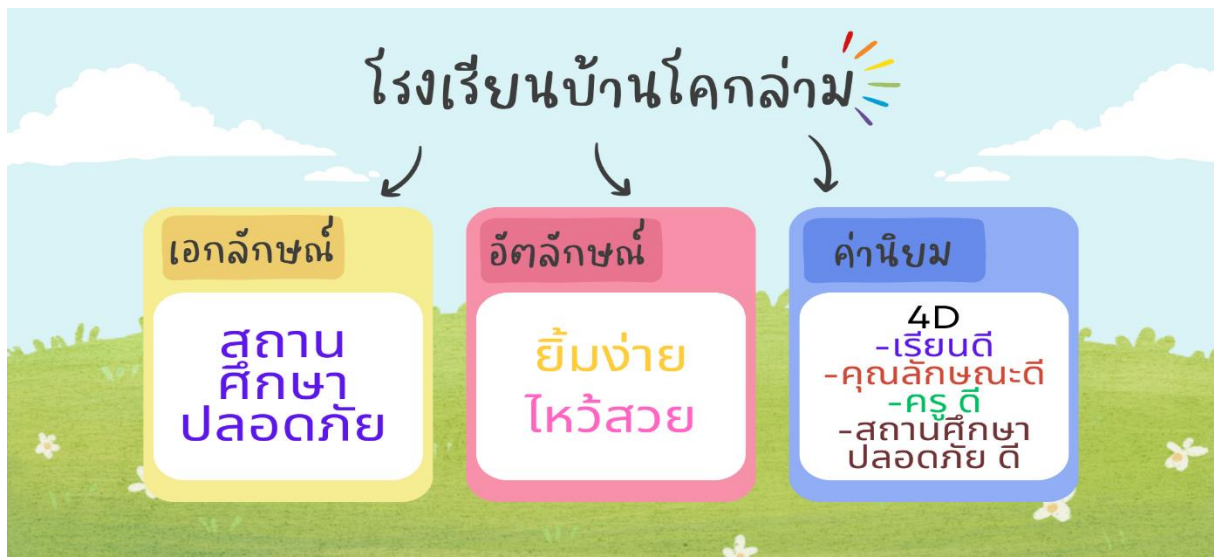 โรงเรียนบ้านโคกล่าม
เอกลักษณ์
สถาน
ศึกษา
ปลอดภัย
อัตลักษณ์
ยิ้มง่าย
ไหว้สวย
ค่านิยม
4D
-เรียนดี
-คุณลักษณะดี
-ครู ดี
-สถานศึกษา
ปลอดภัย ดี